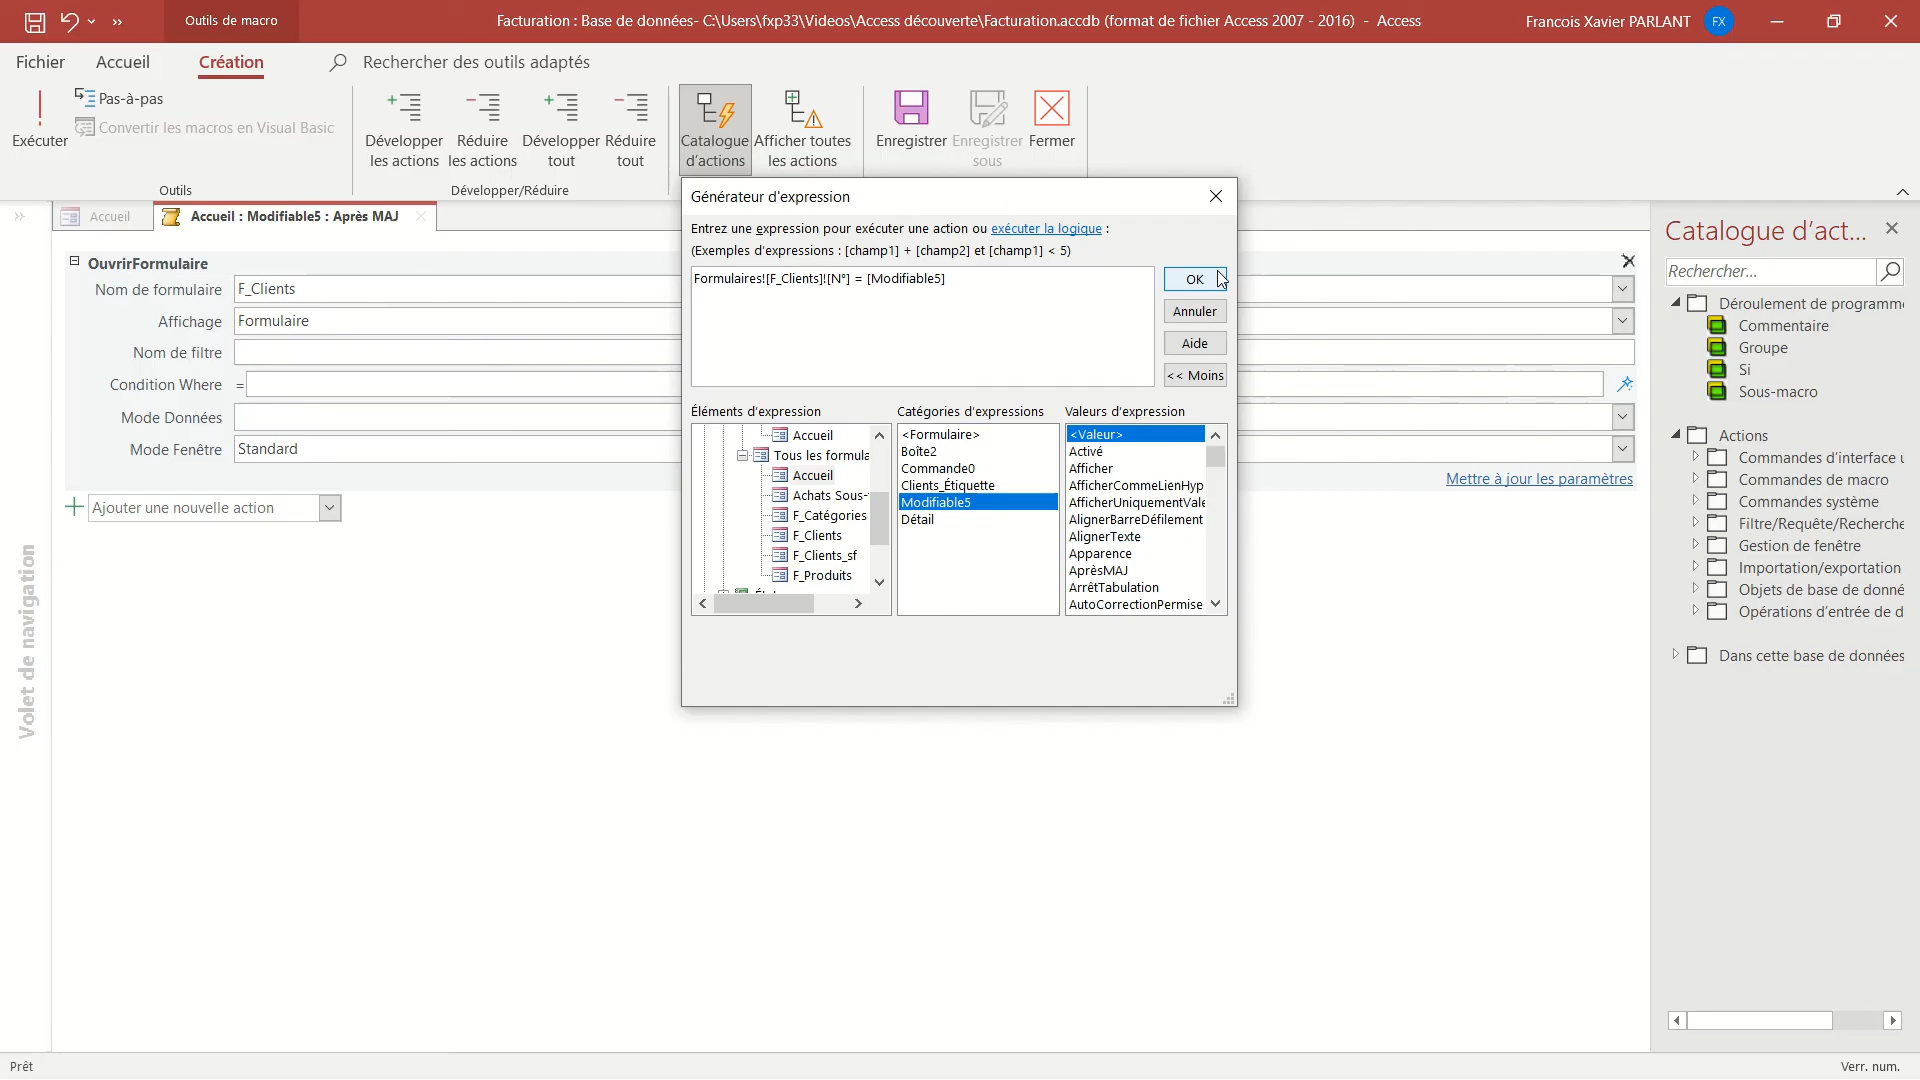 Outils de macro
Facturation : Base de données- C:\Users\fxp33\Videos\Access découverte\Facturation.accdb (format de fichier Access 2007 - 2016) - Access
Francois Xavier PARLANT
FX
Fichier
Accueil
Création
Rechercher des outils adaptés
Exécuter
Pas-à-pas
Convertir les macros en Visual Basic
Développer les actions
Réduire les actions
Développer tout
Réduire tout
Catalogue d'actions
Afficher toutes les actions
Enregistrer
Enregistrer sous
Fermer
Outils
Développer/Réduire
Accueil
Accueil : Modifiable5 : Après MAJ
Volet de navigation
OuvrirFormulaire
Nom de formulaire
F_Clients
Affichage
Formulaire
Nom de filtre
Condition Where
=
Mode Données
Mode Fenêtre
Standard
Mettre à jour les paramètres
Ajouter une nouvelle action
Générateur d'expression
Entrez une expression pour exécuter une action ou exécuter la logique :
(Exemples d'expressions : [champ1] + [champ2] et [champ1] < 5)
Formulaires![F_Clients]![N°] = [Modifiable5]
OK
Annuler
Aide
<< Moins
Éléments d'expression
Accueil
Tous les formula
Accueil
Achats Sous-
F_Catégories
F_Clients
F_Clients_sf
F_Produits
Catégories d'expressions
<Formulaire>
Boîte2
Commande0
Clients_Étiquette
Modifiable5
Détail
Valeurs d'expression
<Valeur>
Activé
Afficher
AfficherCommeLienHyp
AfficherUniquementVale
AlignerBarreDéfilement
AlignerTexte
Apparence
AprèsMAJ
ArrêtTabulation
AutoCorrectionPermise
Catalogue d'act...
Rechercher...
Déroulement de programme
Commentaire
Groupe
Si
Sous-macro
Actions
Commandes d'interface u
Commandes de macro
Commandes système
Filtre/Requête/Recherche
Gestion de fenêtre
Importation/exportation
Objets de base de donné
Opérations d'entrée de d
Dans cette base de données
Prêt
Verr. num.